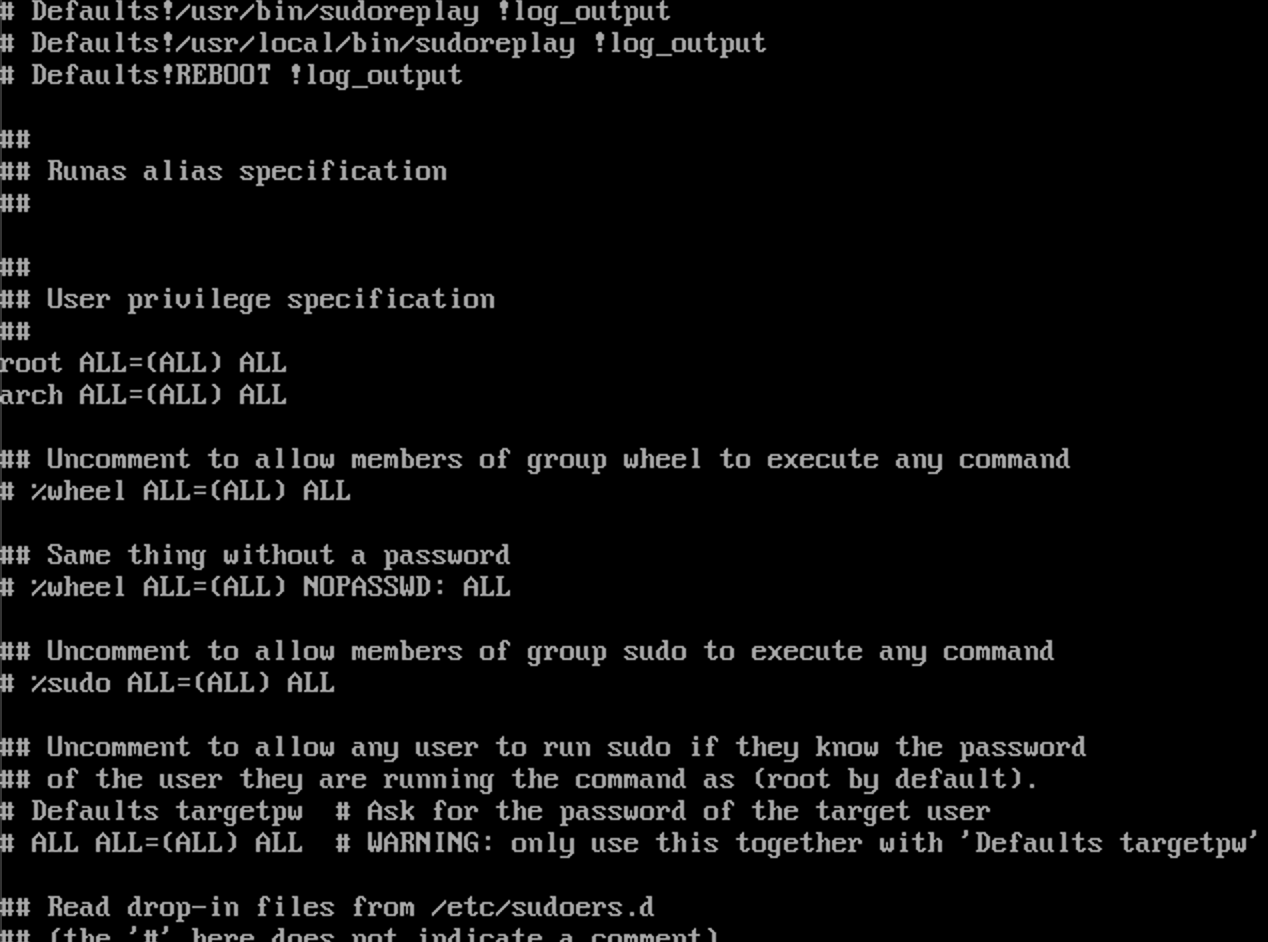 # Defaults!/usr/bin/sudoreplay !log_output
# Defaults!/usr/local/bin/sudoreplay !log_output
# Defaults!REBOOT !log_output
##
## Runas alias specification
##
##
## User privilege specification
##
root ALL=(ALL) ALL
arch ALL=(ALL) ALL
## Uncomment to allow members of group wheel to execute any command
# %wheel ALL=(ALL) ALL
## Same thing without a password
# %wheel ALL=(ALL) NOPASSWD: ALL
## Uncomment to allow members of group sudo to execute any command
# %sudo ALL=(ALL) ALL
## Uncomment to allow any user to run sudo if they know the password
## of the user they are running the command as (root by default).
# Defaults targetpw  # Ask for the password of the target user
# ALL ALL=(ALL) ALL  # WARNING: only use this together with 'Defaults targetpw'
## Read drop-in files from /etc/sudoers.d
## (the '#' here does not indicate a comment)